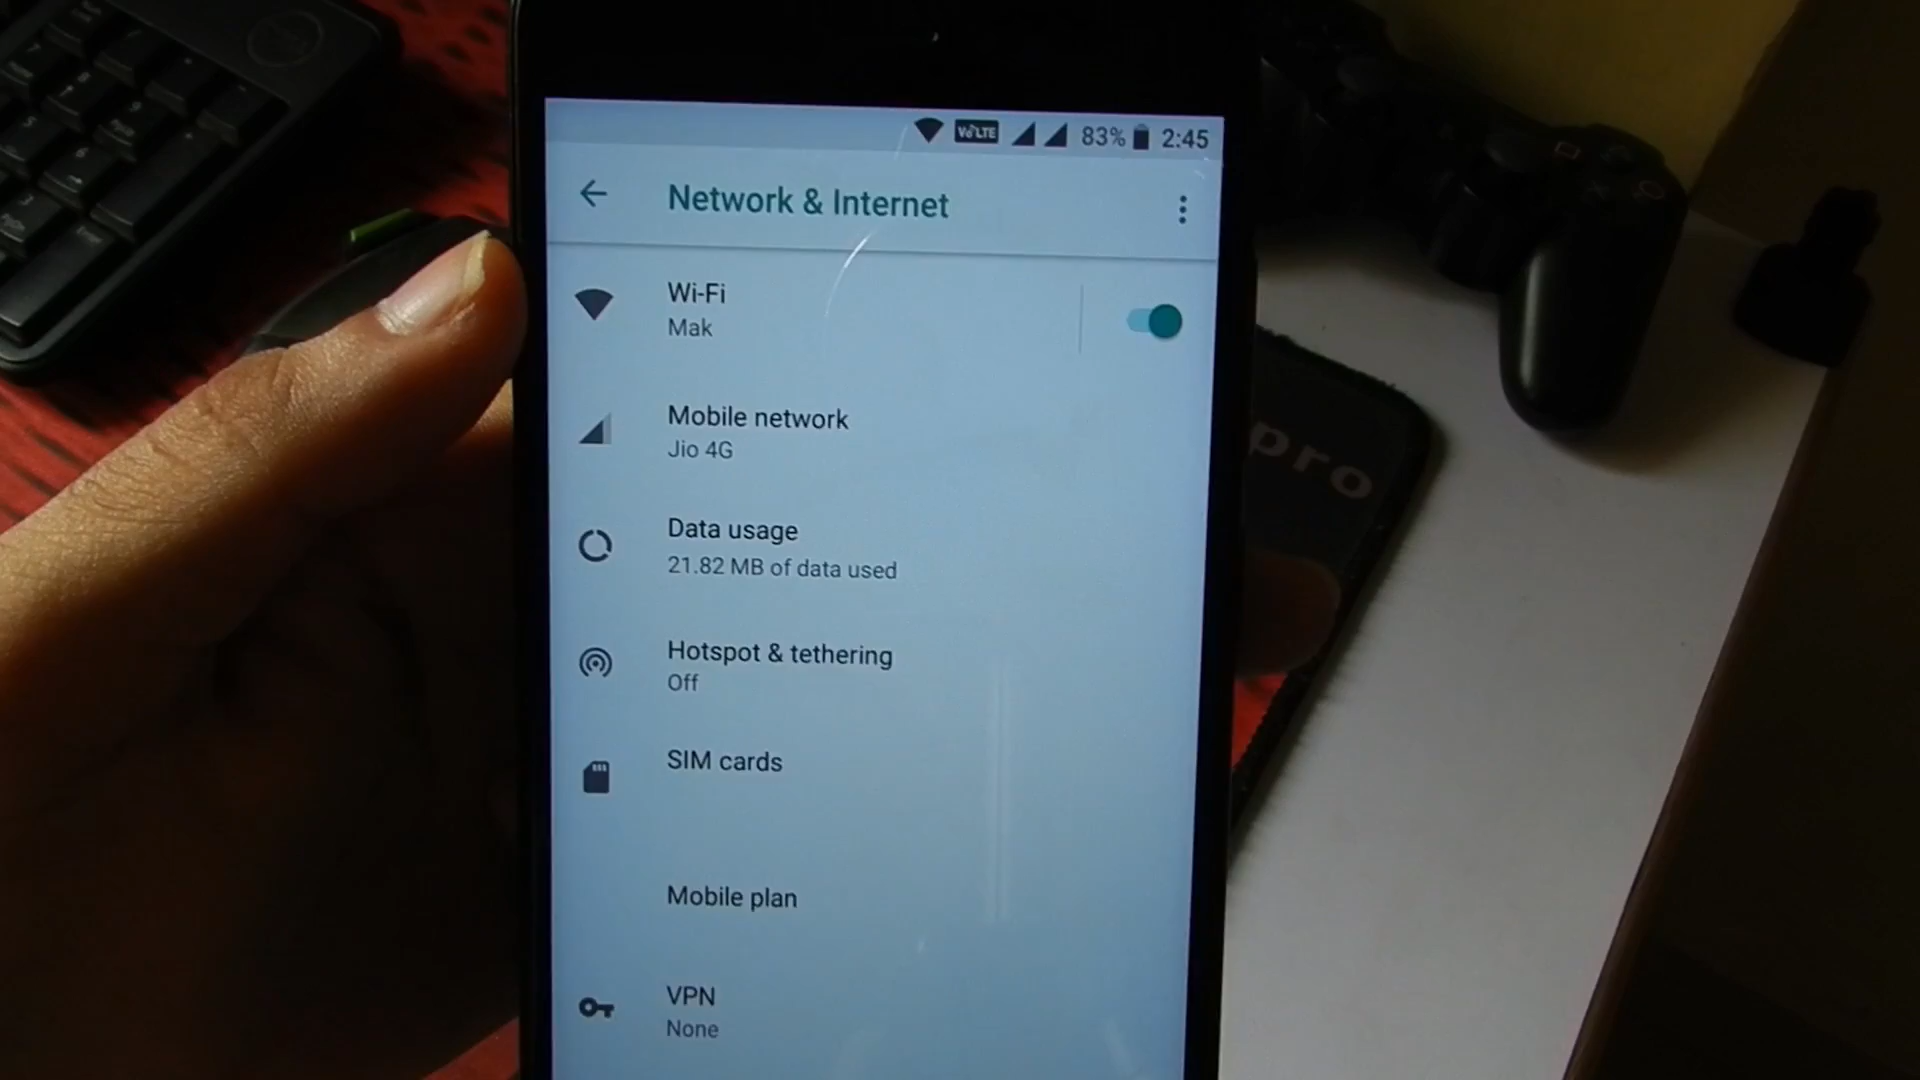 VoLTE 83% 2:45
Network & Internet
Wi-Fi
Mak
Mobile network
Jio 4G
Data usage
21.82 MB of data used
Hotspot & tethering
Off
SIM cards
Mobile plan
VPN
None
pro